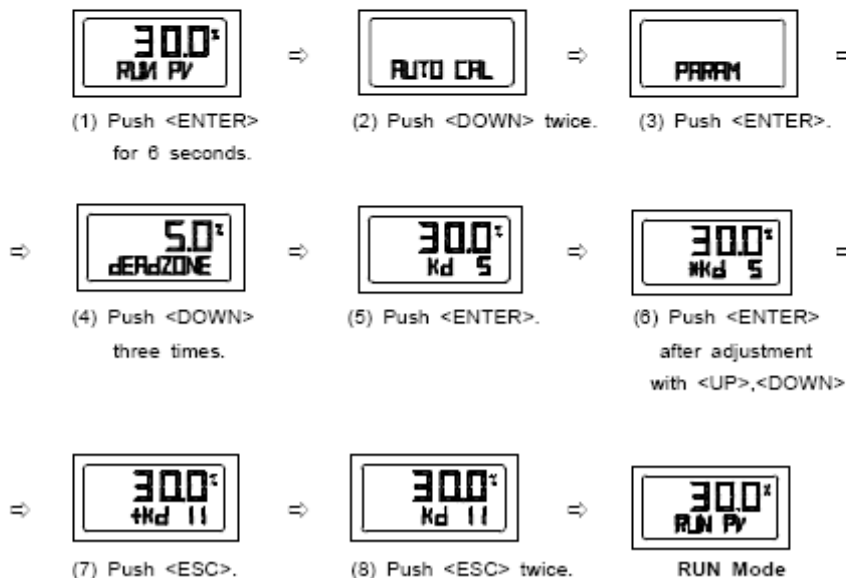 30.0%
RUN PV
⇨
AUTO CAL
⇨
PARAM
(1) Push <ENTER>
for 6 seconds.
(2) Push <DOWN> twice.
(3) Push <ENTER>.
⇨
5.0%
dEAdZONE
⇨
30.0%
Kd 5
⇨
30.0%
*Kd 5
(4) Push <DOWN>
three times.
(5) Push <ENTER>.
(6) Push <ENTER>
after adjustment
with <UP>,<DOWN>
⇨
30.0%
+Kd 11
⇨
30.0%
Kd 11
⇨
30.0%
RUN PV
(7) Push <ESC>.
(8) Push <ESC> twice.
RUN Mode